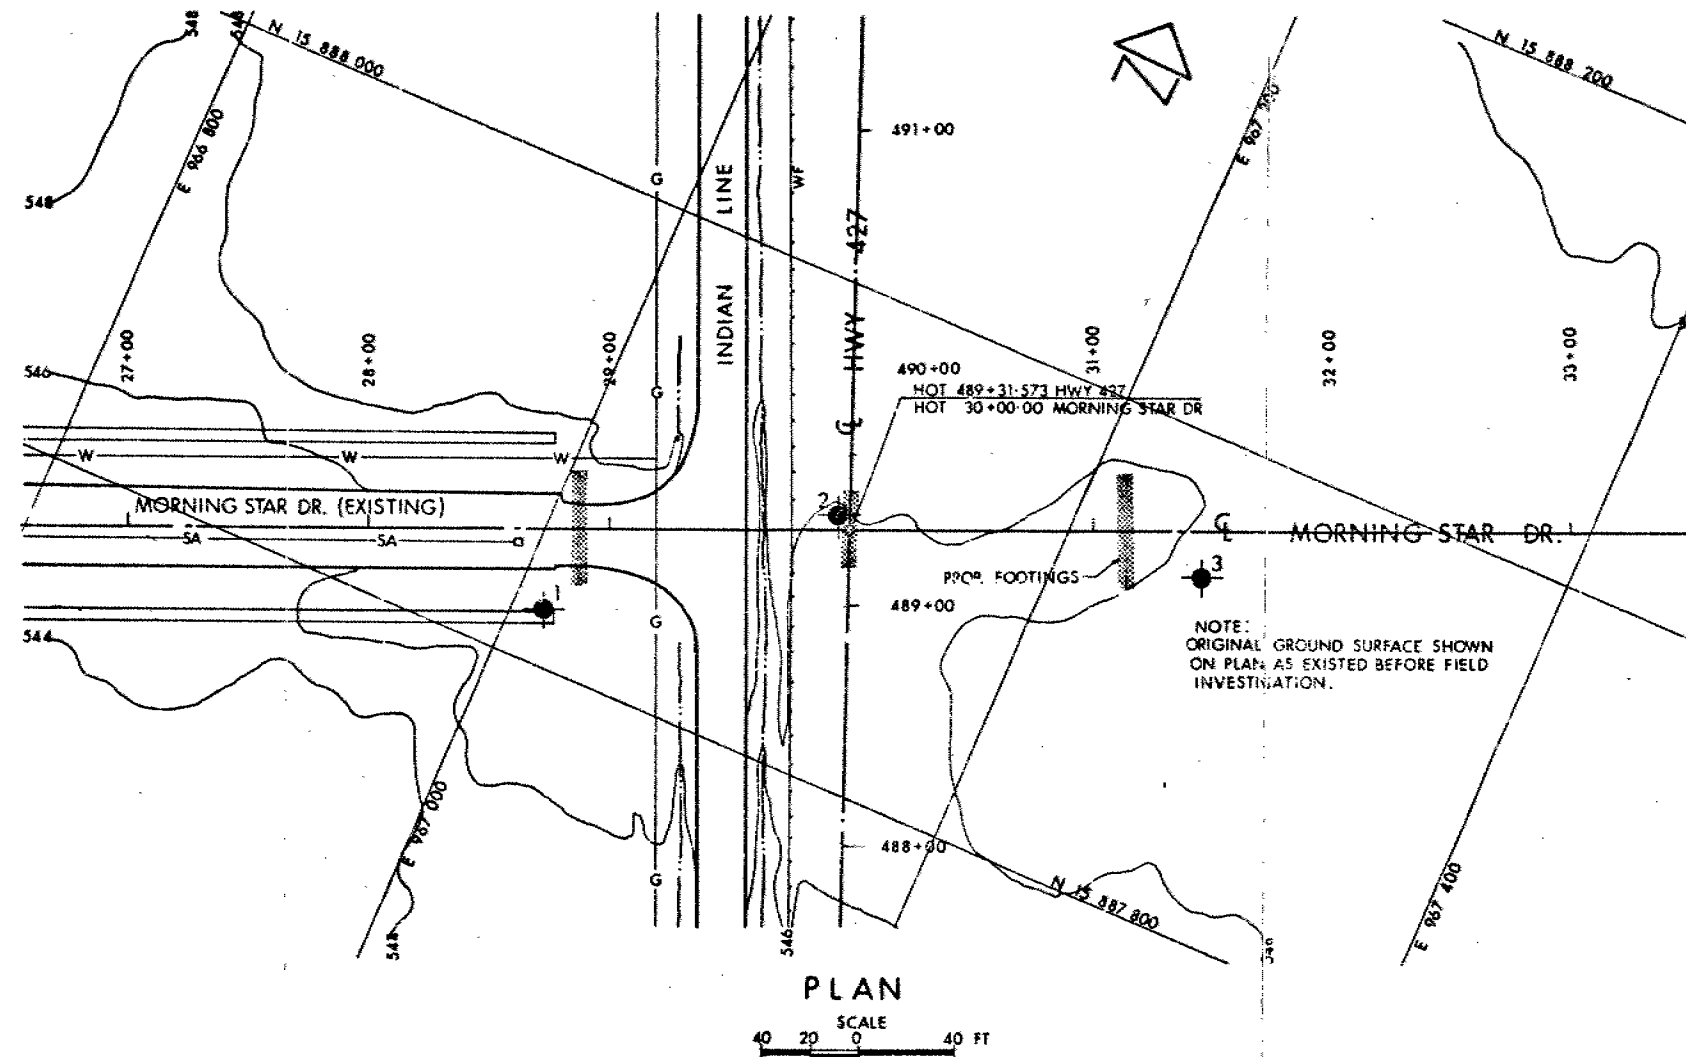 548
548
N 15 888 000
N 15 888 200
E 966 800
491+00
G
INDIAN LINE
WF
HWY 427
548
27+00
28+00
29+00
31+00
32+00
33+00
546
490+00
G
HOT 489+31·573 HWY 427
HOT 30+00·00 MORNING STAR DR
℄
W
W
W
MORNING STAR DR. (EXISTING)
2
SA
SA
℄ MORNING STAR DR.
PROP. FOOTINGS
3
1
489+00
G
544
NOTE:
ORIGINAL GROUND SURFACE SHOWN
ON PLAN AS EXISTED BEFORE FIELD
INVESTIGATION.
E 967 000
488+00
G
N 15 887 800
E 967 400
546
PLAN
SCALE
40 20 0 40 FT